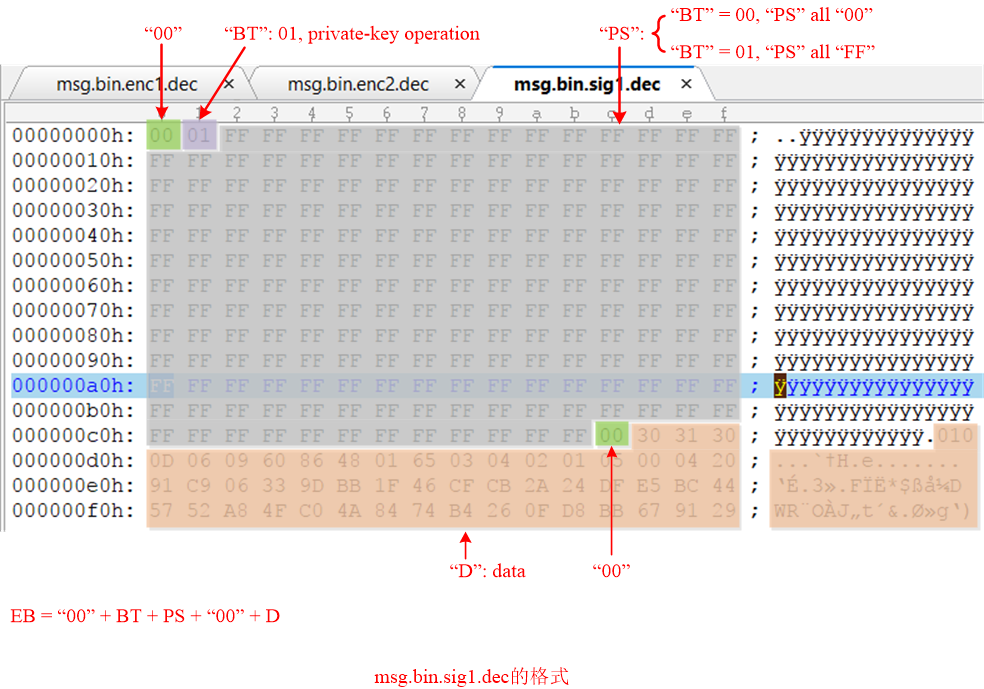 “BT” = 00, “PS” all “00”
“00” “BT”: 01, private-key operation “PS”: {
“BT” = 01, “PS” all “FF”
msg.bin.enc1.dec × msg.bin.enc2.dec × msg.bin.sig1.dec ×
2 3 4 5 6 7 8 9 a b c d e f
00000000h: 00 01 FF FF FF FF FF FF FF FF FF FF FF FF FF FF ; ..ÿÿÿÿÿÿÿÿÿÿÿÿÿÿ
00000010h: FF FF FF FF FF FF FF FF FF FF FF FF FF FF FF FF ; ÿÿÿÿÿÿÿÿÿÿÿÿÿÿÿÿ
00000020h: FF FF FF FF FF FF FF FF FF FF FF FF FF FF FF FF ; ÿÿÿÿÿÿÿÿÿÿÿÿÿÿÿÿ
00000030h: FF FF FF FF FF FF FF FF FF FF FF FF FF FF FF FF ; ÿÿÿÿÿÿÿÿÿÿÿÿÿÿÿÿ
00000040h: FF FF FF FF FF FF FF FF FF FF FF FF FF FF FF FF ; ÿÿÿÿÿÿÿÿÿÿÿÿÿÿÿÿ
00000050h: FF FF FF FF FF FF FF FF FF FF FF FF FF FF FF FF ; ÿÿÿÿÿÿÿÿÿÿÿÿÿÿÿÿ
00000060h: FF FF FF FF FF FF FF FF FF FF FF FF FF FF FF FF ; ÿÿÿÿÿÿÿÿÿÿÿÿÿÿÿÿ
00000070h: FF FF FF FF FF FF FF FF FF FF FF FF FF FF FF FF ; ÿÿÿÿÿÿÿÿÿÿÿÿÿÿÿÿ
00000080h: FF FF FF FF FF FF FF FF FF FF FF FF FF FF FF FF ; ÿÿÿÿÿÿÿÿÿÿÿÿÿÿÿÿ
00000090h: FF FF FF FF FF FF FF FF FF FF FF FF FF FF FF FF ; ÿÿÿÿÿÿÿÿÿÿÿÿÿÿÿÿ
000000a0h: FF FF FF FF FF FF FF FF FF FF FF FF FF FF FF FF ; ÿÿÿÿÿÿÿÿÿÿÿÿÿÿÿÿ
000000b0h: FF FF FF FF FF FF FF FF FF FF FF FF FF FF FF FF ; ÿÿÿÿÿÿÿÿÿÿÿÿÿÿÿÿ
000000c0h: FF FF FF FF FF FF FF FF FF FF FF FF 00 30 31 30 ; ÿÿÿÿÿÿÿÿÿÿÿÿ.010
000000d0h: 0D 06 09 60 86 48 01 65 03 04 02 01 05 00 04 20 ; ...`†H.e.......
000000e0h: 91 C9 06 33 9D BB 1F 46 CF CB 2A 24 DF E5 BC 44 ; ‘É.3».FÏË*$ßå¼D
000000f0h: 57 52 A8 4F C0 4A 84 74 B4 26 0F D8 BB 67 91 29 ; WR¨OÀJ„t´&.Ø»g‘)
“D”: data “00”
EB = “00” + BT + PS + “00” + D
msg.bin.sig1.dec的格式